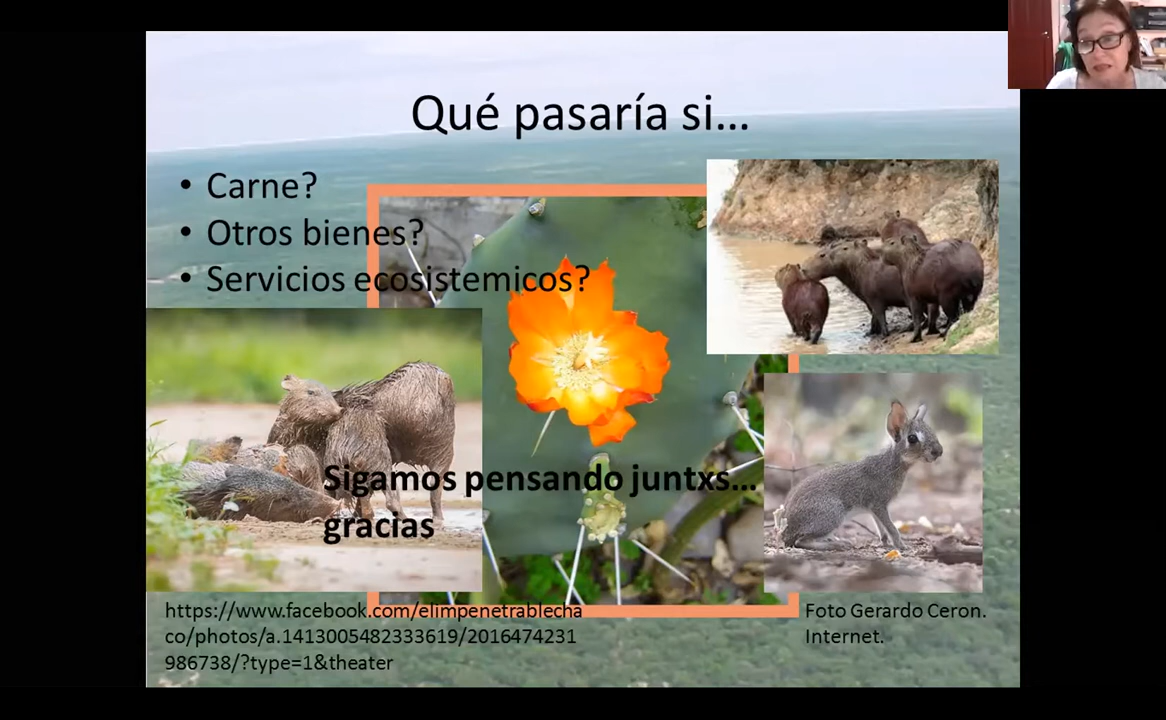 Qué pasaría si...
• Carne?
• Otros bienes?
• Servicios ecosistemicos?
Sigamos pensando juntxs...
gracias
https://www.facebook.com/elimpenetrablecha
co/photos/a.1413005482333619/2016474231
986738/?type=1&theater
Foto Gerardo Ceron.
Internet.